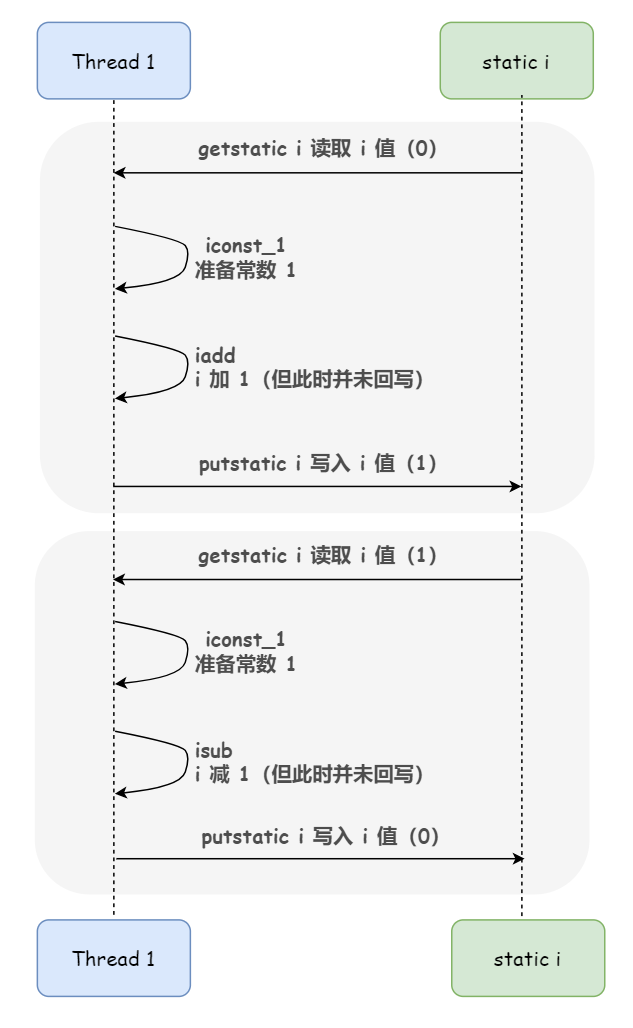 Thread 1
static i
getstatic i 读取 i 值（0）
iconst_1
准备常数 1
iadd
i 加 1（但此时并未回写）
putstatic i 写入 i 值（1）
getstatic i 读取 i 值（1）
iconst_1
准备常数 1
isub
i 减 1（但此时并未回写）
putstatic i 写入 i 值（0）
Thread 1
static i